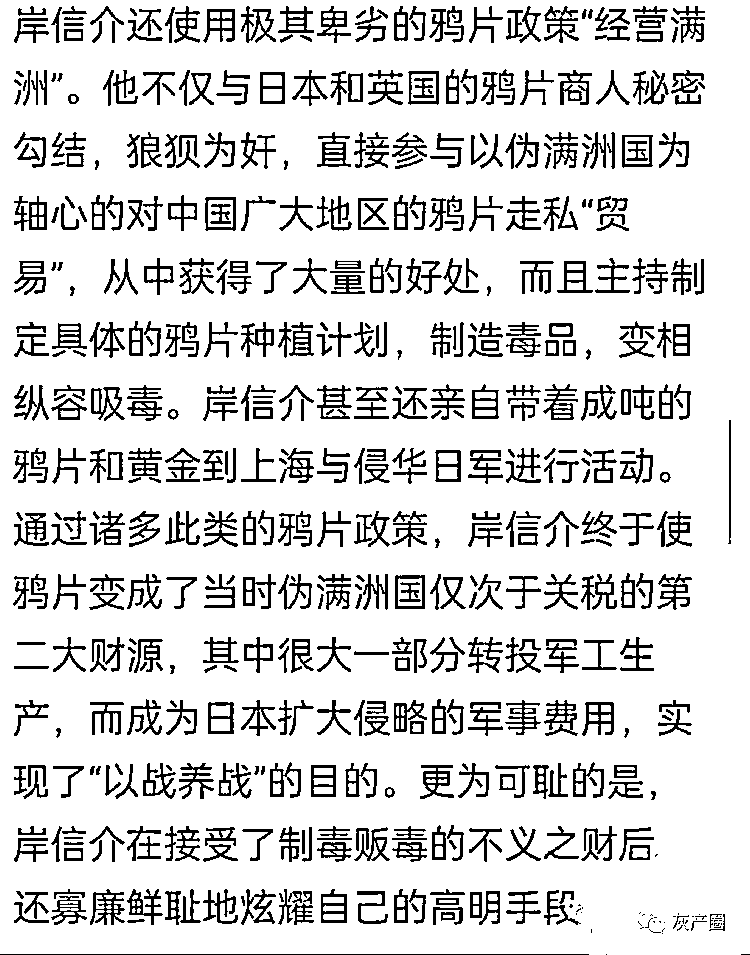 岸信介还使用极其卑劣的鸦片政策“经营满
洲”。他不仅与日本和英国的鸦片商人秘密
勾结，狼狈为奸，直接参与以伪满洲国为
轴心的对中国广大地区的鸦片走私“贸
易”，从中获得了大量的好处，而且主持制
定具体的鸦片种植计划，制造毒品，变相
纵容吸毒。岸信介甚至还亲自带着成吨的
鸦片和黄金到上海与侵华日军进行活动。
通过诸多此类的鸦片政策，岸信介终于使
鸦片变成了当时伪满洲国仅次于关税的第
二大财源，其中很大一部分转投军工生
产，而成为日本扩大侵略的军事费用，实
现了“以战养战”的目的。更为可耻的是，
岸信介在接受了制毒贩毒的不义之财后，
还寡廉鲜耻地炫耀自己的高明手段
灰产圈